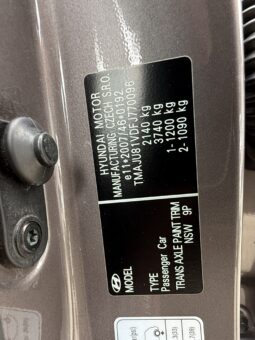 HYUNDAI MOTOR
MANUFACTURING CZECH S.R.O.
e11*2007/46*0192
TMAJU81VDFJ770096
2140 kg
3740 kg
1-1200 kg
2-1090 kg
MODEL
TYPE
Passenger Car
TRANS AXLE PAINT TRM
NSW 9P